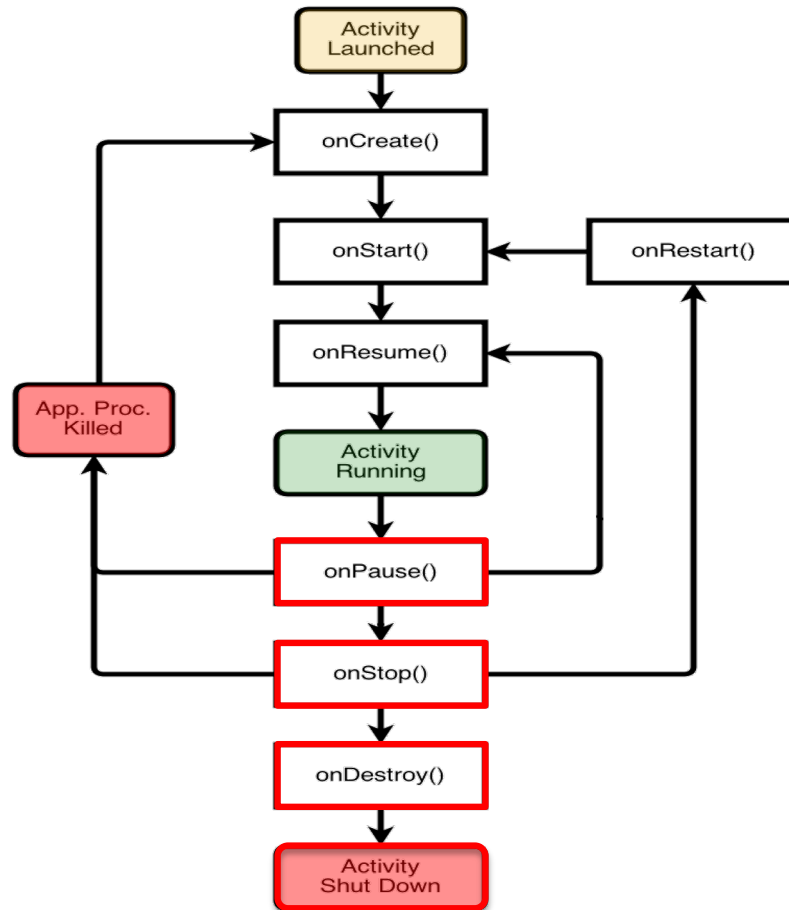 Activity
Launched
onCreate()
onStart()
onRestart()
onResume()
App. Proc.
Killed
Activity
Running
onPause()
onStop()
onDestroy()
Activity
Shut Down